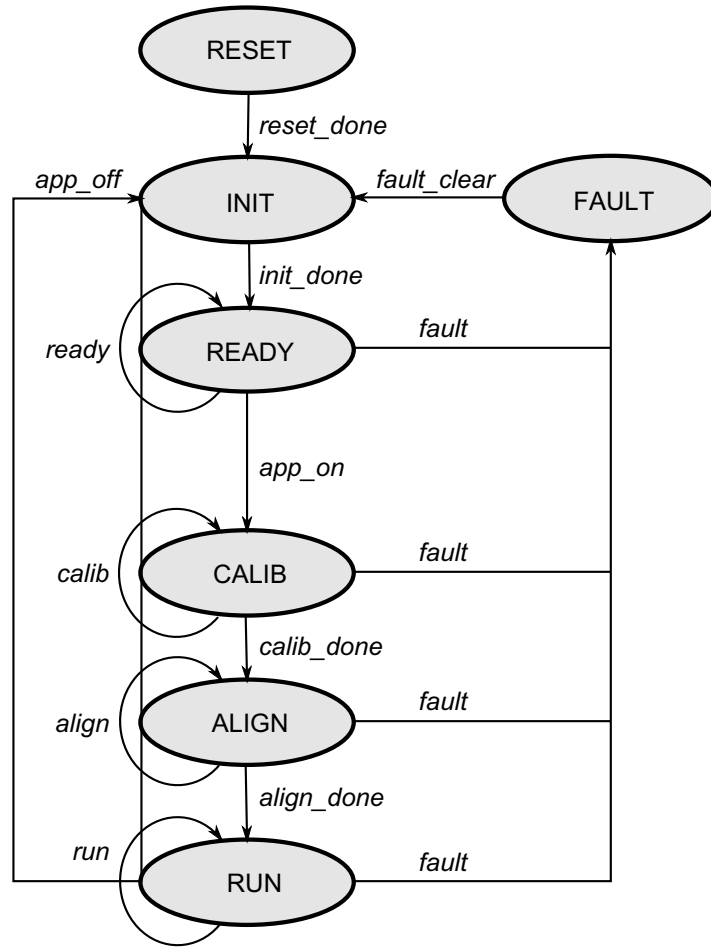 RESET
reset_done
app_off
INIT
fault_clear
FAULT
init_done
ready
READY
fault
app_on
calib
CALIB
fault
calib_done
align
ALIGN
fault
align_done
run
RUN
fault